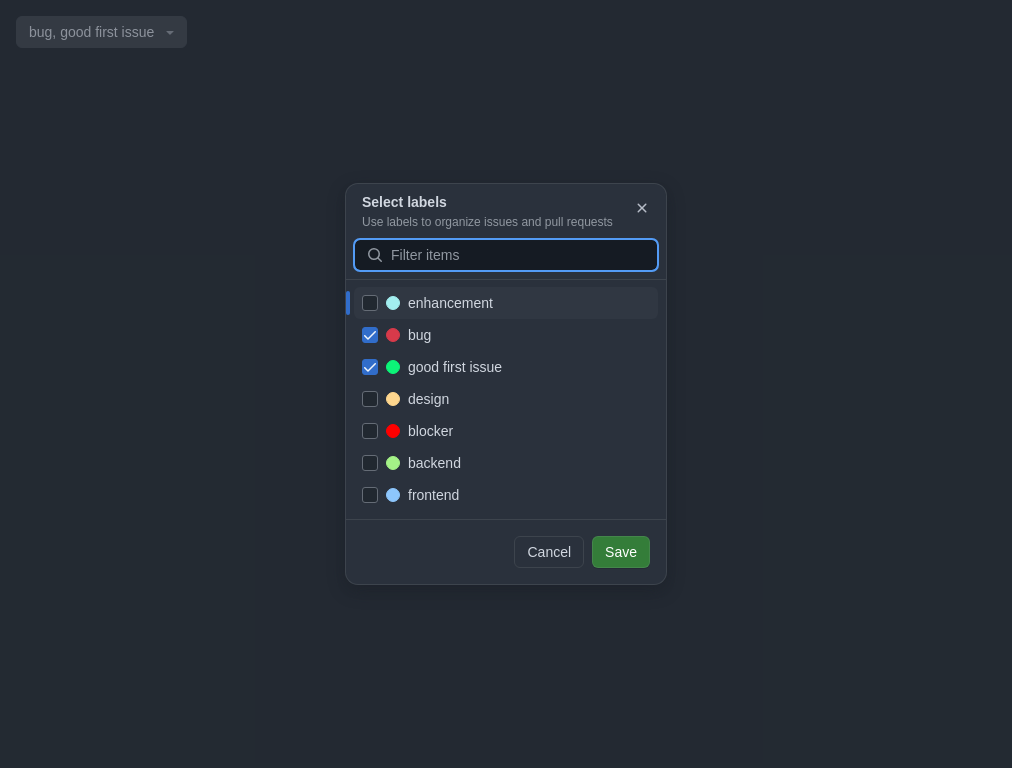 bug, good first issue
Select labels
Use labels to organize issues and pull requests
Filter items
enhancement
bug
good first issue
design
blocker
backend
frontend
Cancel
Save